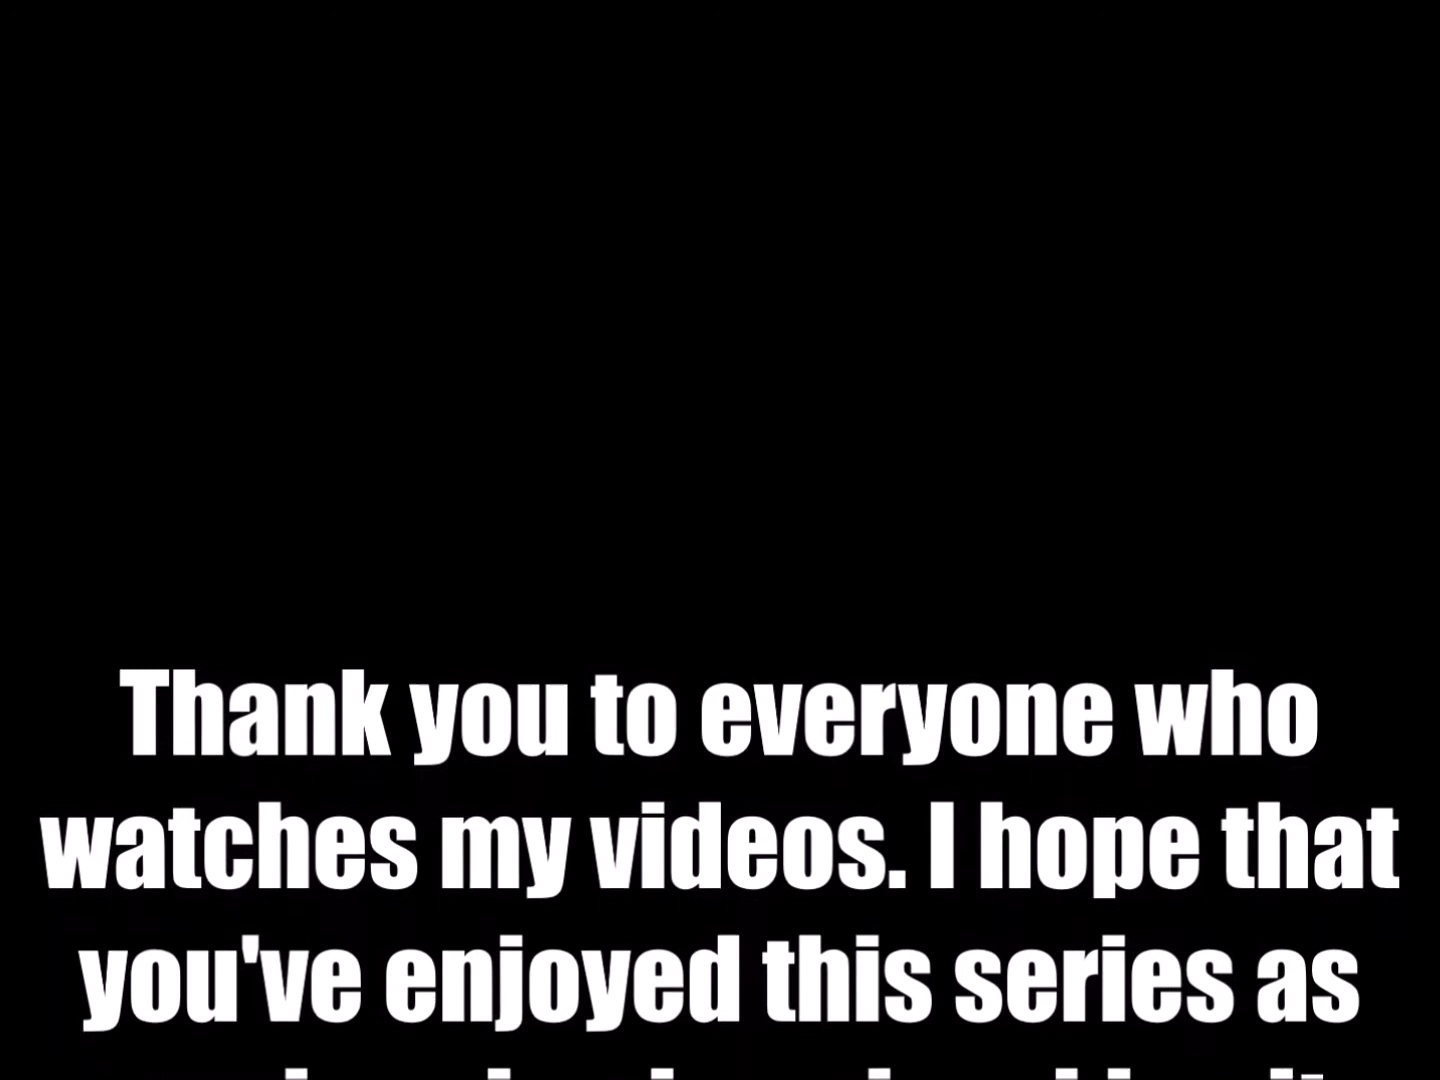 Thank you to everyone who
watches my videos. I hope that
you've enjoyed this series as